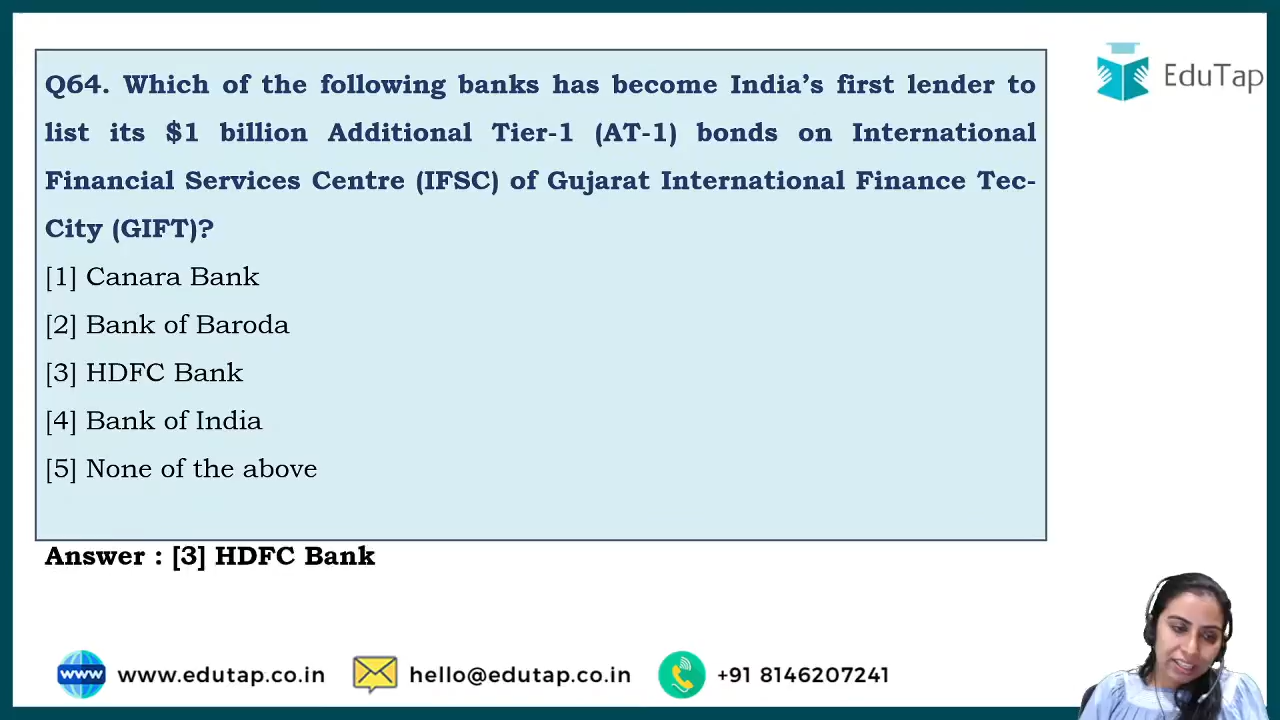 Q64. Which of the following banks has become India’s first lender to
list its $1 billion Additional Tier-1 (AT-1) bonds on International
Financial Services Centre (IFSC) of Gujarat International Finance Tec-
City (GIFT)?
[1] Canara Bank
[2] Bank of Baroda
[3] HDFC Bank
[4] Bank of India
[5] None of the above
Answer : [3] HDFC Bank
EduTap
www
www.edutap.co.in
hello@edutap.co.in
+91 8146207241